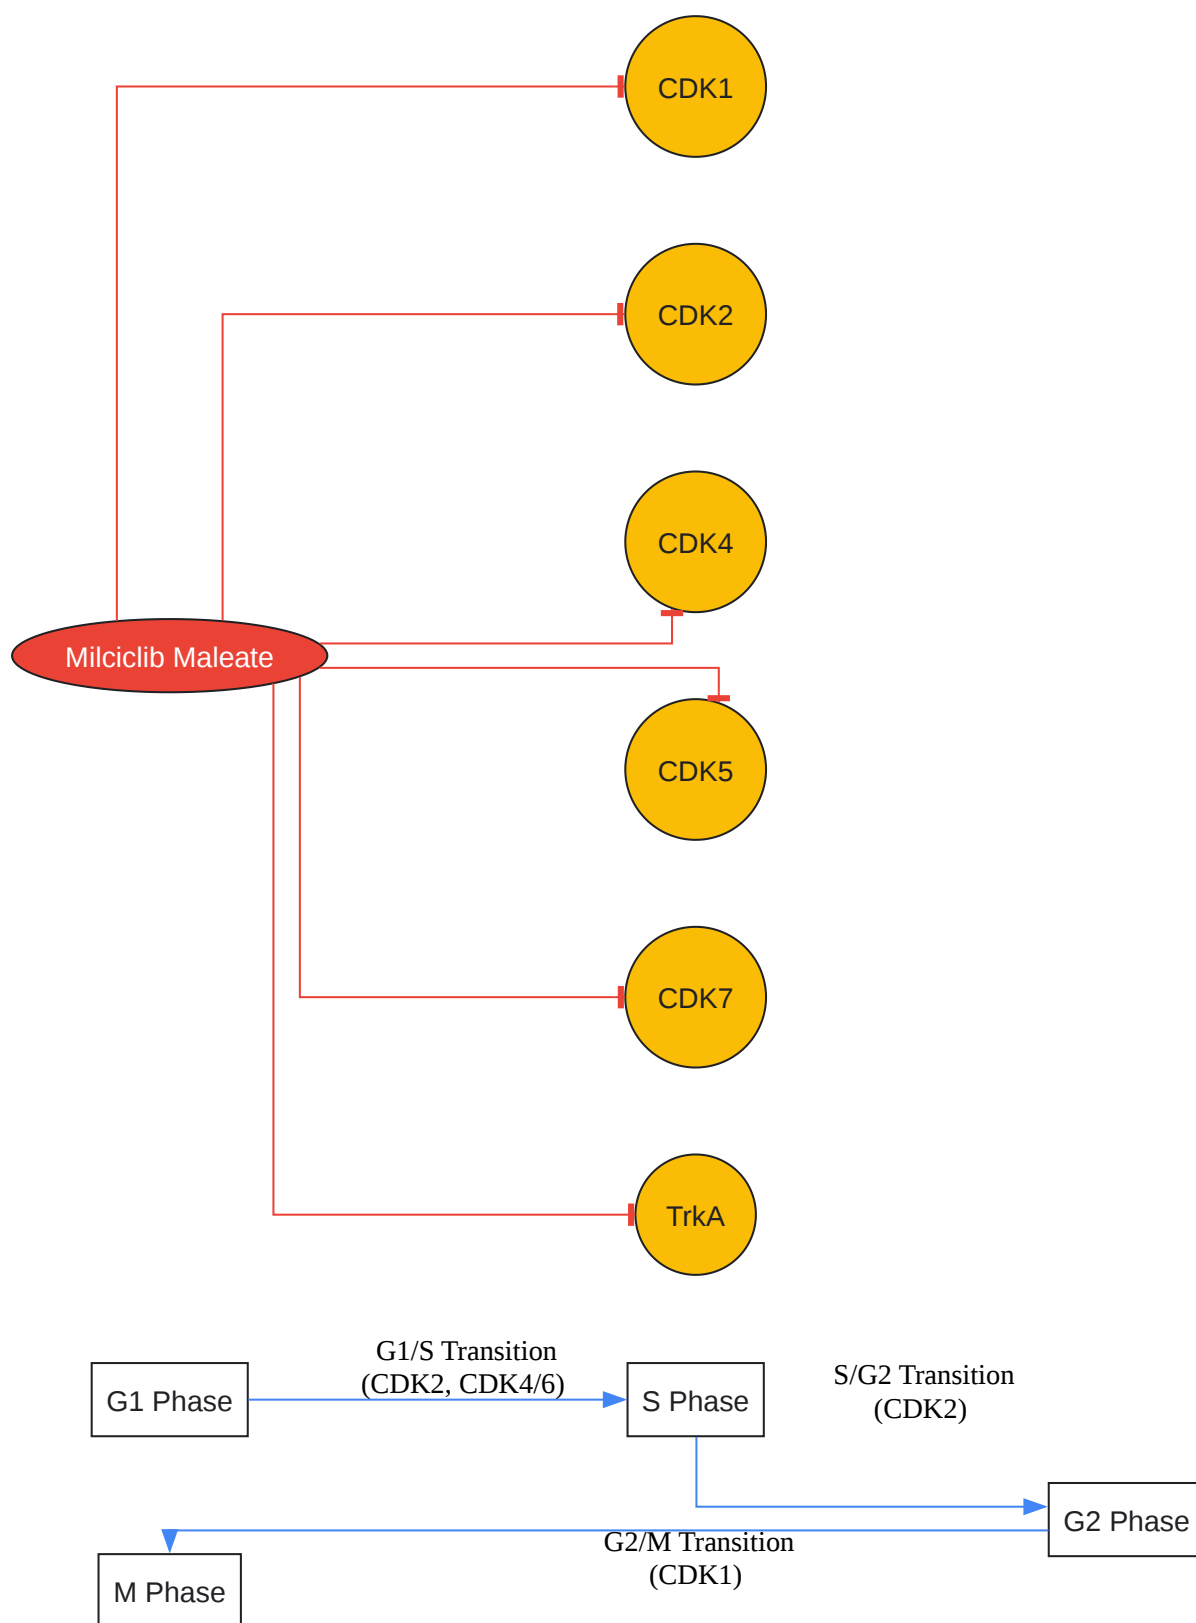 CDK1
CDK2
CDK4
Milciclib Maleate
CDK5
CDK7
TrkA
G1/S Transition
(CDK2, CDK4/6)
S/G2 Transition
(CDK2)
G1 Phase
S Phase
G2 Phase
G2/M Transition
(CDK1)
M Phase